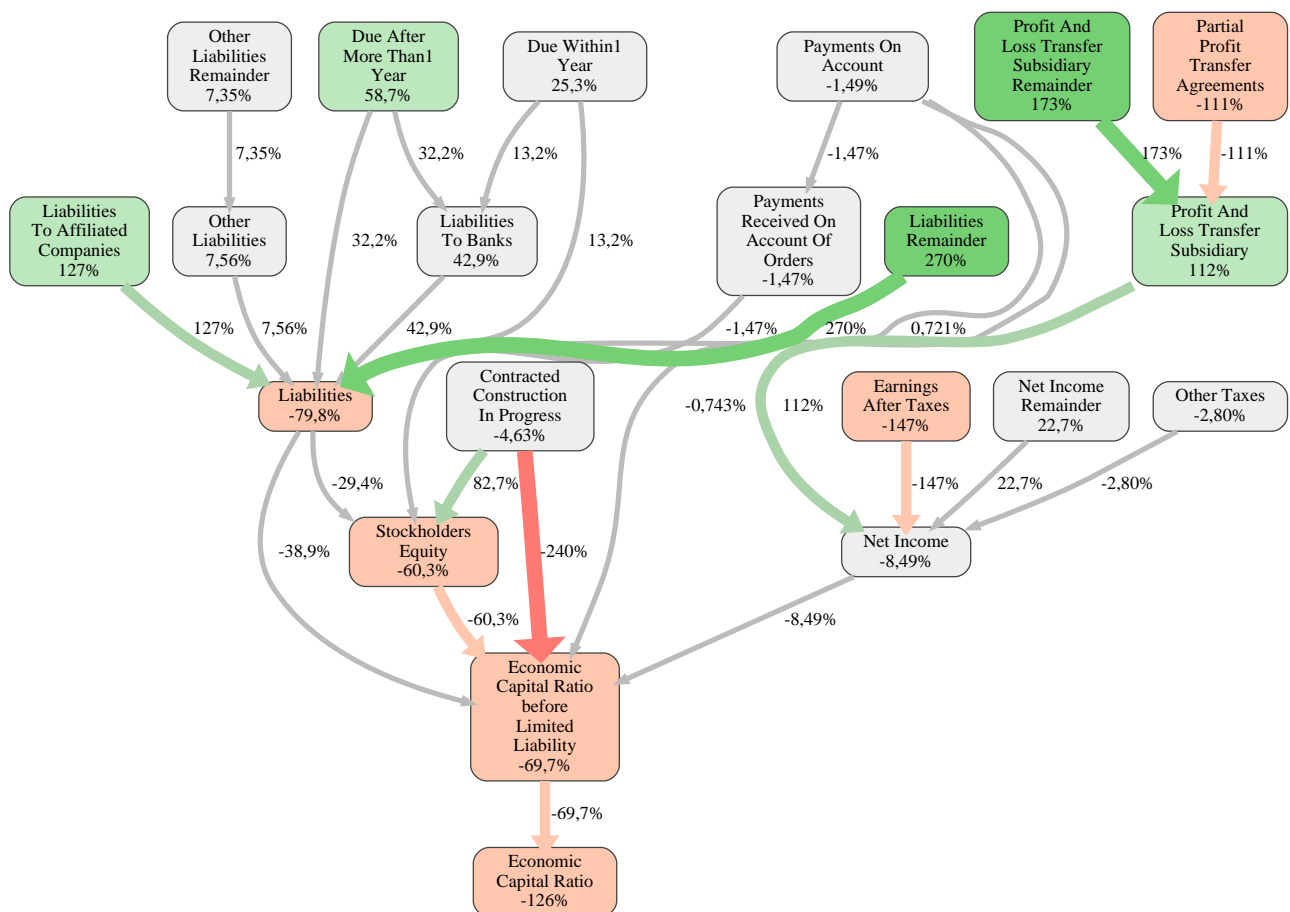 Other
Liabilities
Remainder
7,35%
Due After
More Than1
Year
58,7%
Due Within1
Year
25,3%
Payments On
Account
-1,49%
Profit And
Loss Transfer
Subsidiary
Remainder
173%
Partial
Profit
Transfer
Agreements
-111%
7,35%
32,2%
13,2%
-1,47%
173%
-111%
Liabilities
To Affiliated
Companies
127%
Other
Liabilities
7,56%
32,2%
Liabilities
To Banks
42,9%
13,2%
Payments
Received On
Account Of
Orders
-1,47%
Liabilities
Remainder
270%
Profit And
Loss Transfer
Subsidiary
112%
127%
7,56%
42,9%
-1,47%
270%
0,721%
Liabilities
-79,8%
Contracted
Construction
In Progress
-4,63%
-0,743%
112%
Earnings
After Taxes
-147%
Net Income
Remainder
22,7%
Other Taxes
-2,80%
-29,4%
82,7%
-147%
22,7%
-2,80%
-38,9%
Stockholders
Equity
-60,3%
-240%
Net Income
-8,49%
-60,3%
-8,49%
Economic
Capital Ratio
before
Limited
Liability
-69,7%
-69,7%
Economic
Capital Ratio
-126%